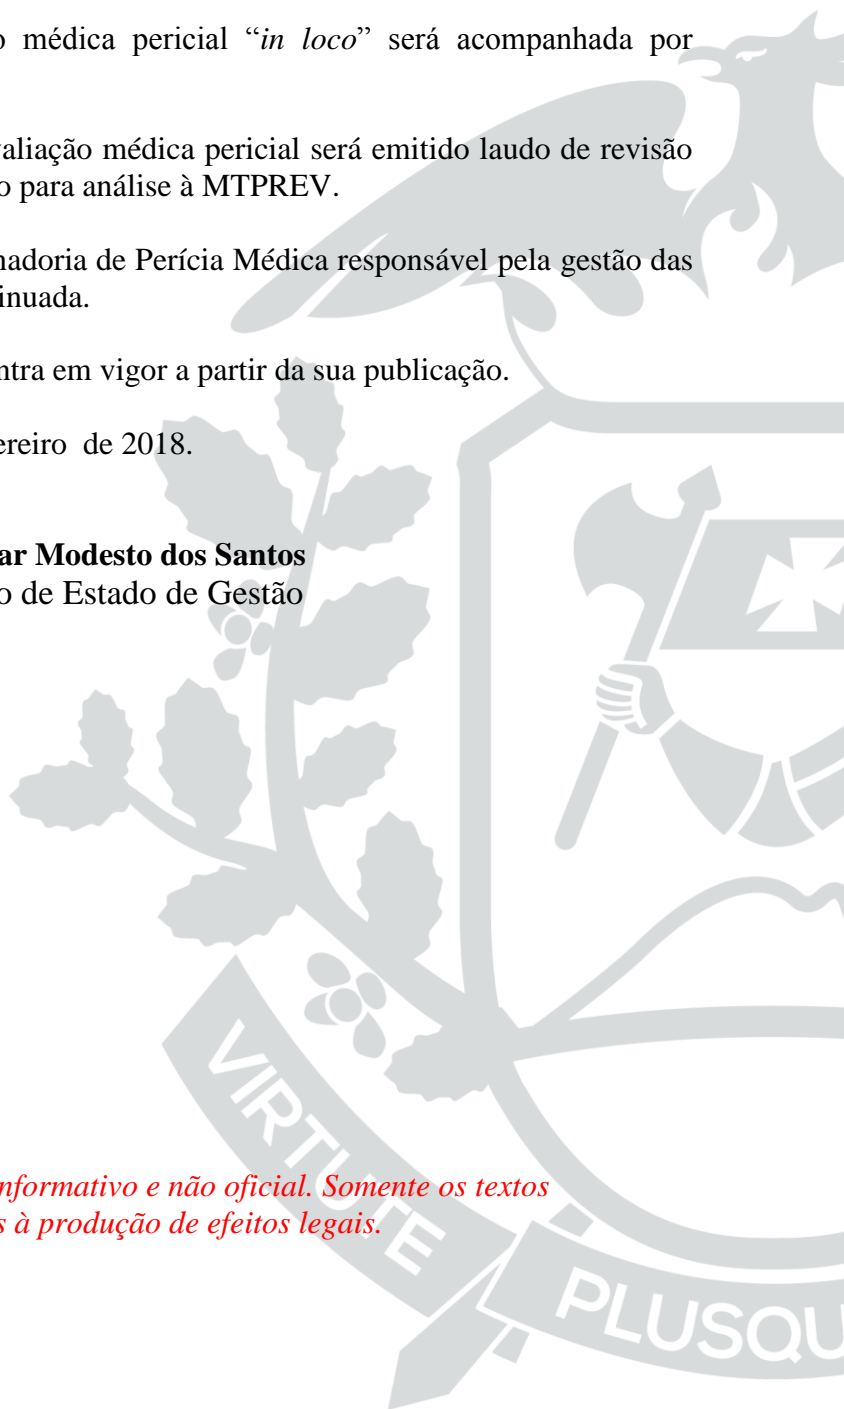 o médica pericial “in loco” será acompanhada por
valiação médica pericial será emitido laudo de revisão
o para análise à MTPREV.
nadoria de Perícia Médica responsável pela gestão das
inuada.
ntra em vigor a partir da sua publicação.
ereiro de 2018.
ar Modesto dos Santos
o de Estado de Gestão
nformativo e não oficial. Somente os textos
s à produção de efeitos legais.
VIRTUTE
PLUSQU